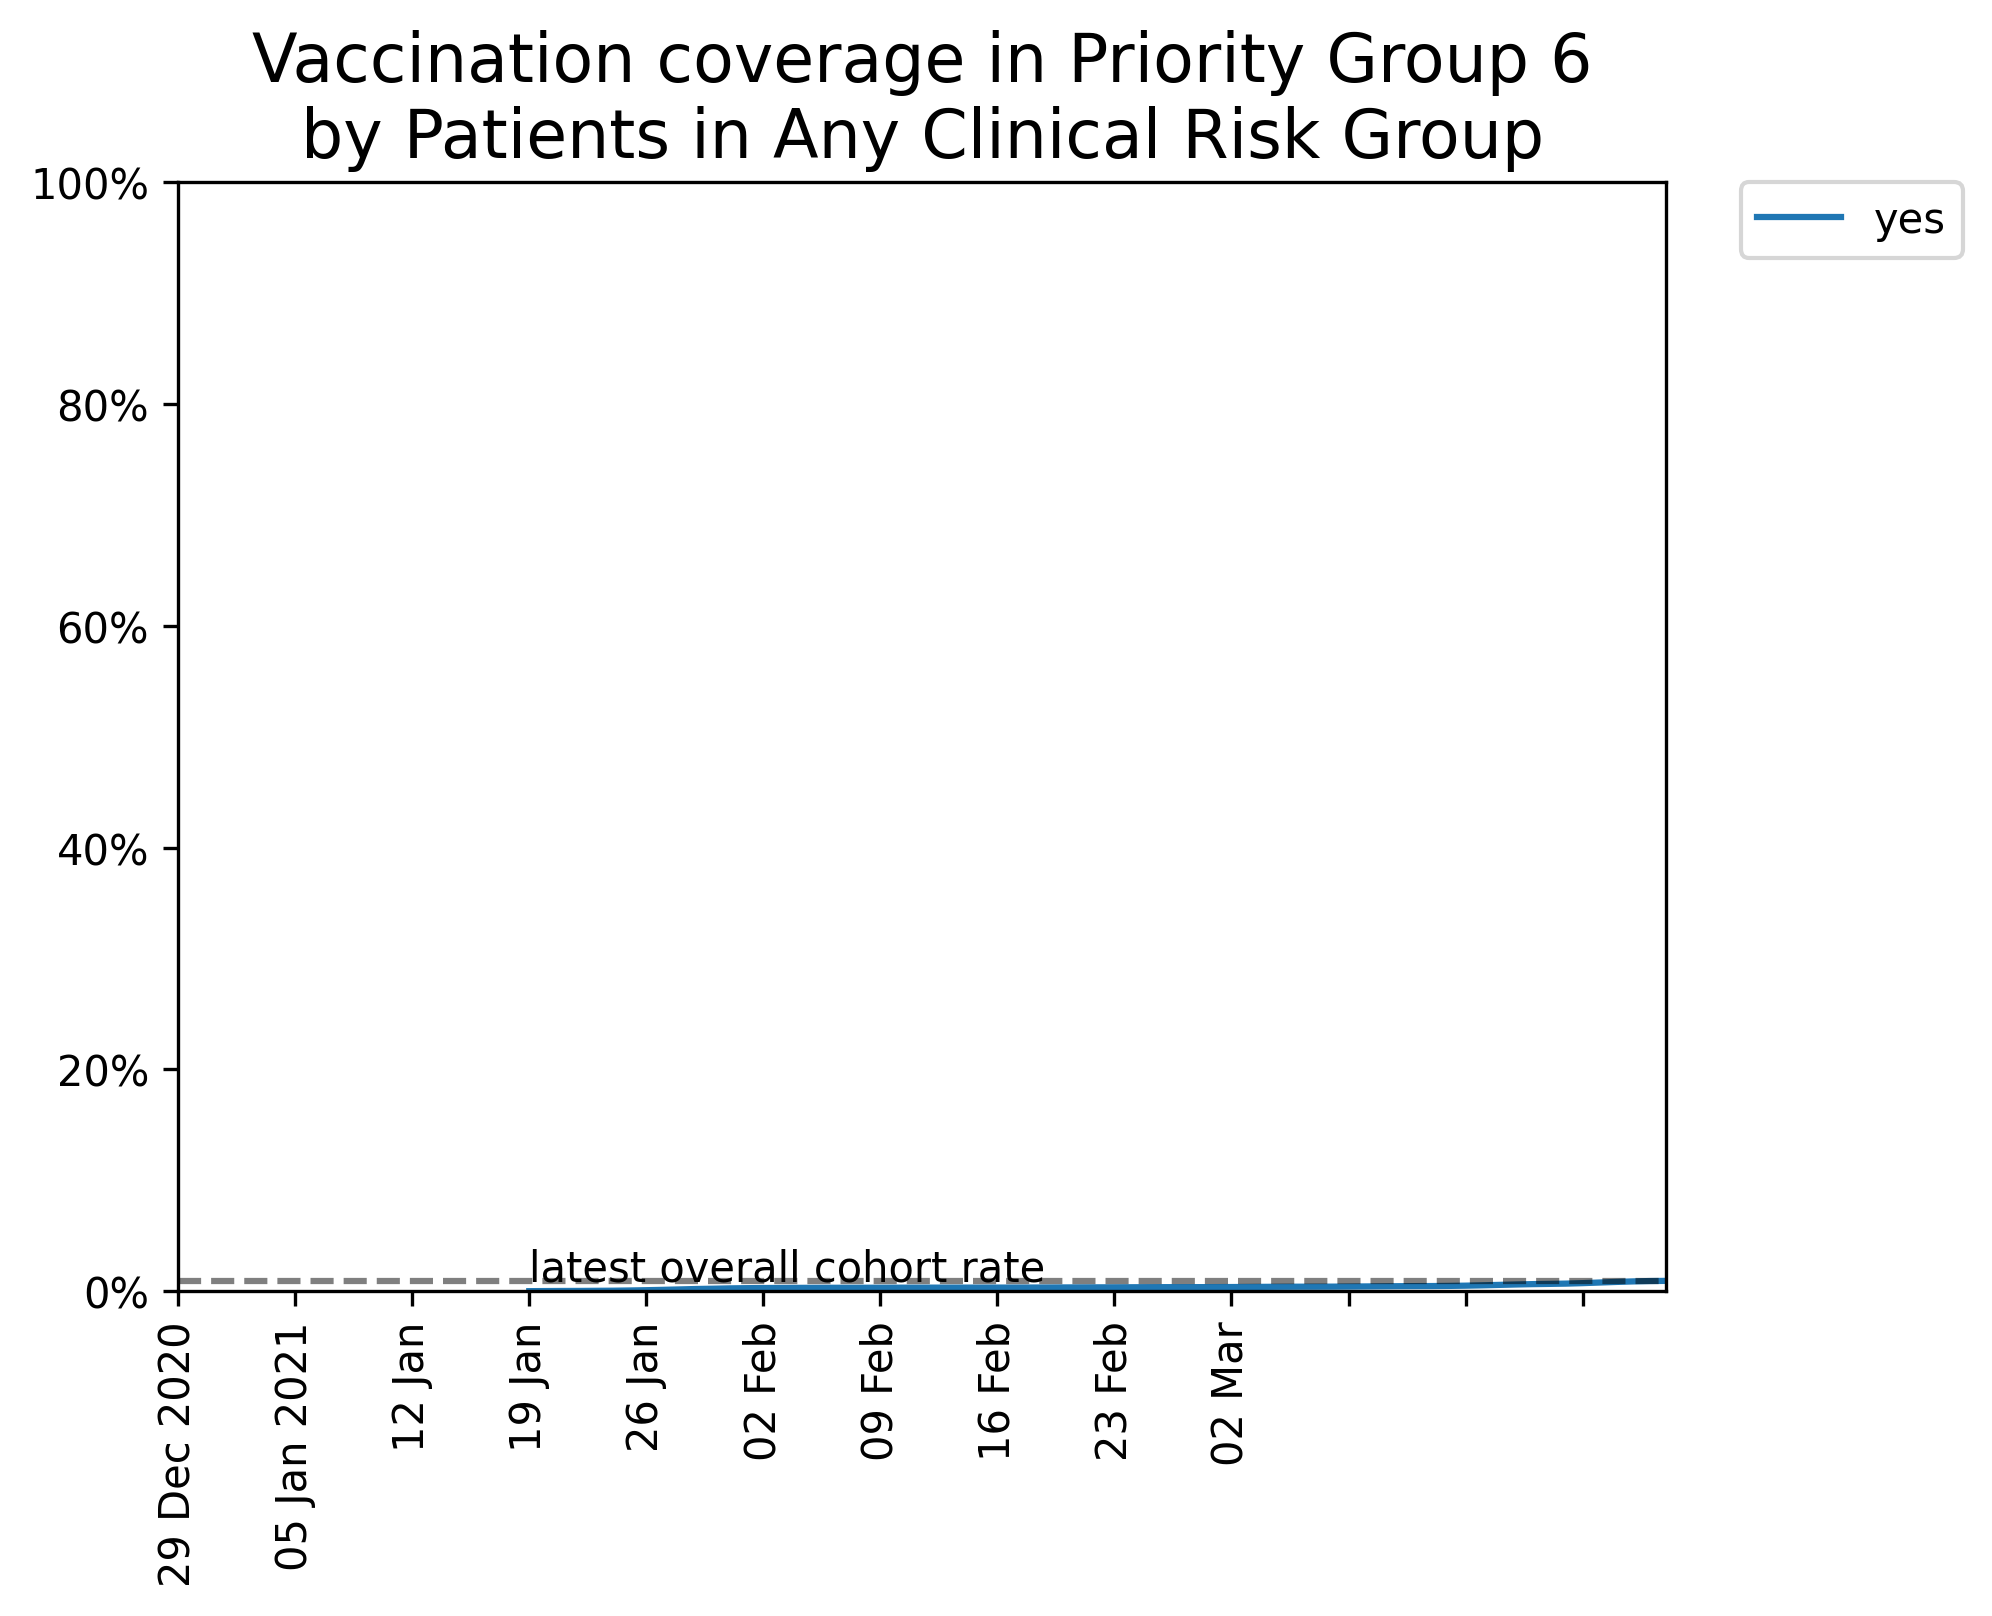 Vaccination coverage in Priority Group 6
by Patients in Any Clinical Risk Group
100%
80%
60%
40%
20%
0%
yes
latest overall cohort rate
29 Dec 2020
05 Jan 2021
12 Jan
19 Jan
26 Jan
02 Feb
09 Feb
16 Feb
23 Feb
02 Mar